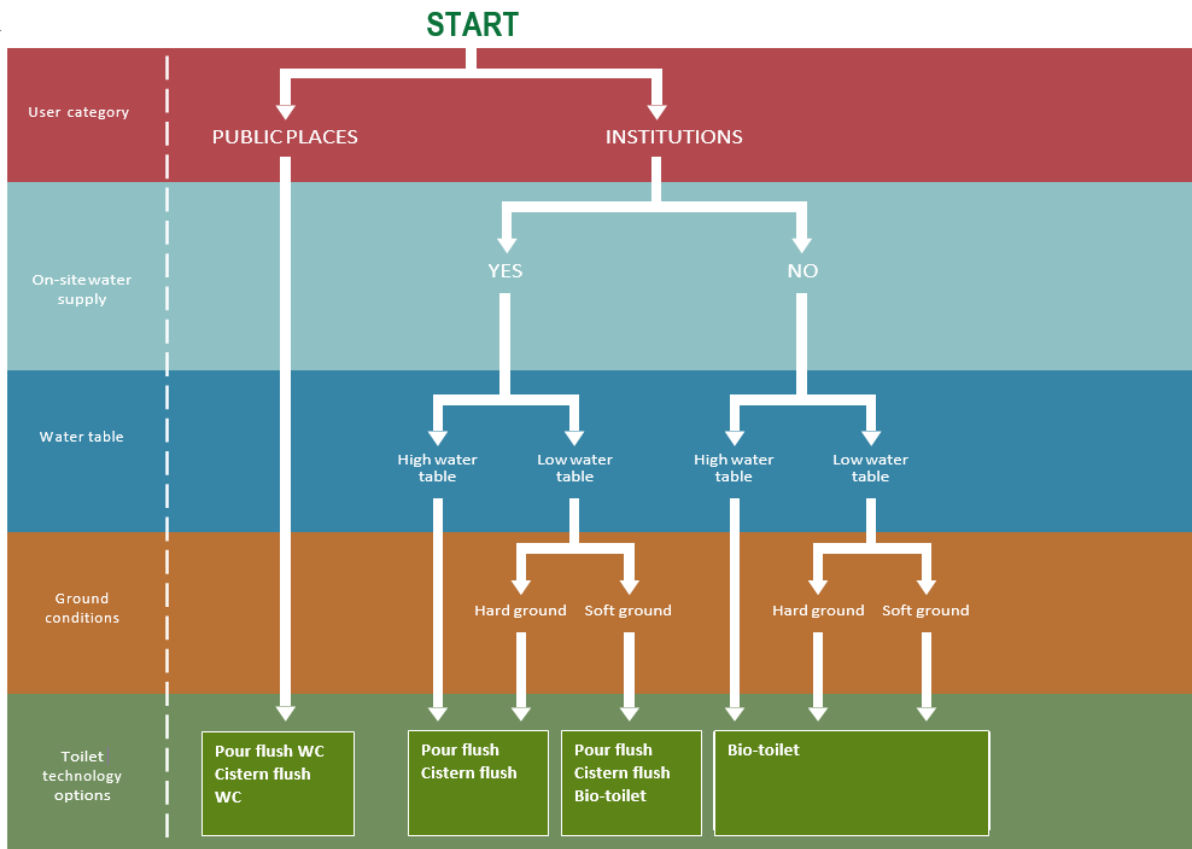 START
User category
PUBLIC PLACES
INSTITUTIONS
On-site water
supply
YES
NO
Water table
High water
table
Low water
table
High water
table
Low water
table
Ground
conditions
Hard ground
Soft ground
Hard ground
Soft ground
Toilet
technology
options
Pour flush WC
Cistern flush
WC
Pour flush
Cistern flush
Pour flush
Cistern flush
Bio-toilet
Bio-toilet